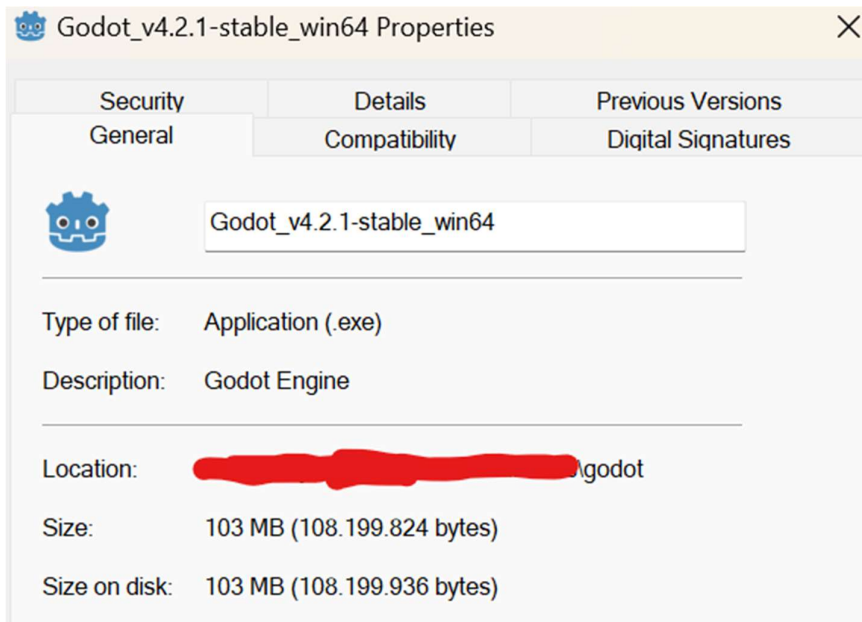 Godot_v4.2.1-stable_win64 Properties
Security Details Previous Versions
General Compatibility Digital Signatures
Godot_v4.2.1-stable_win64
Type of file: Application (.exe)
Description: Godot Engine
Location: \godot
Size: 103 MB (108.199.824 bytes)
Size on disk: 103 MB (108.199.936 bytes)